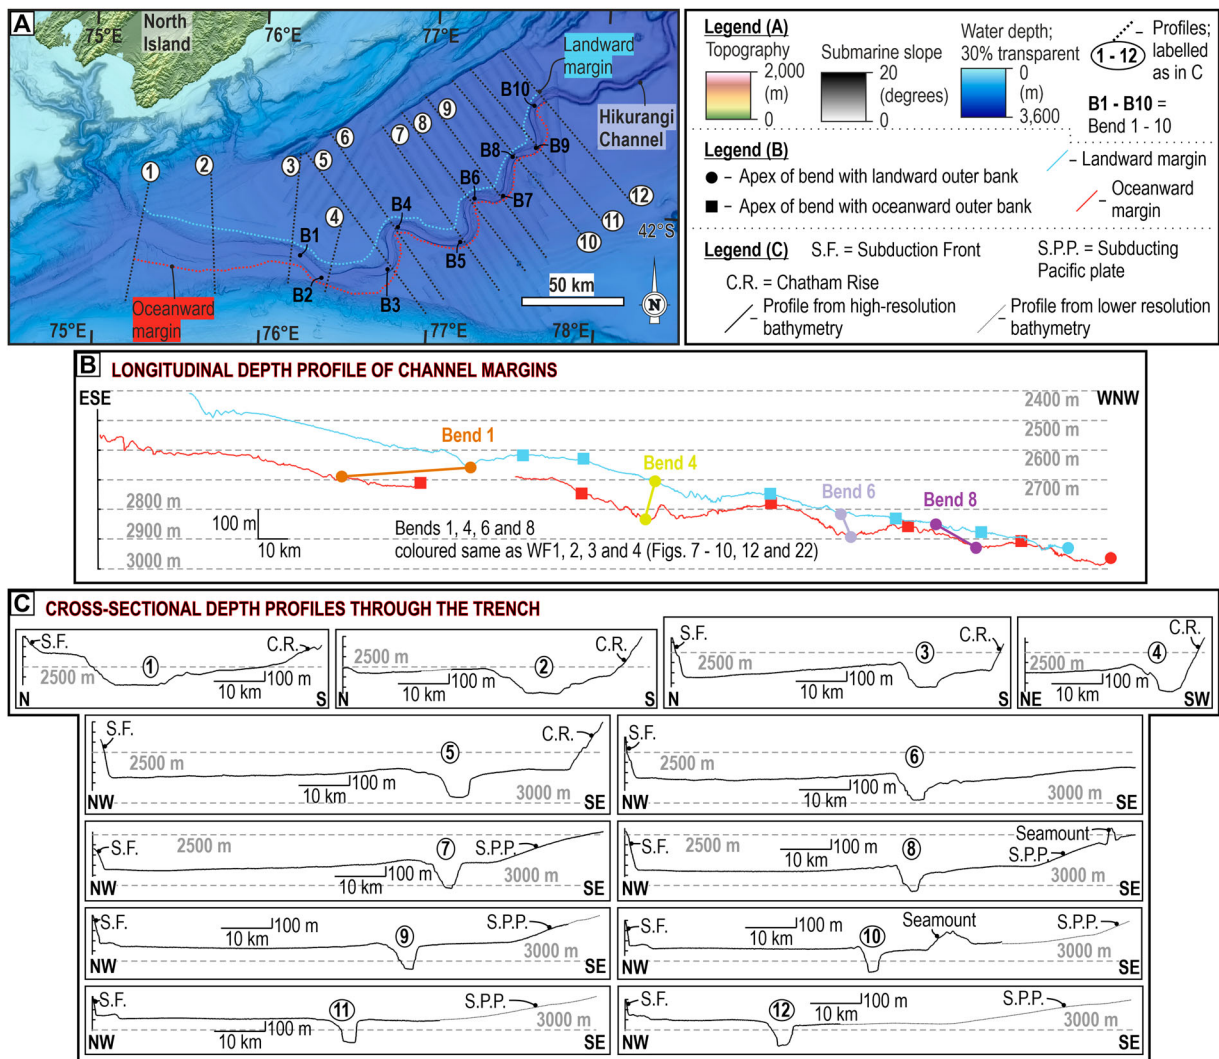 A
75°E
North
Island
76°E
77°E
Landward
margin
B10
Hikurangi
Channel
1
2
3
4
5
6
7
8
9
10
11
12
B1
B2
B3
B4
B5
B6
B7
B8
B9
42°S
50 km
N
Oceanward
margin
75°E
76°E
77°E
78°E
Legend (A)
Topography
2,000
(m)
0
Submarine slope
20
(degrees)
0
Water depth;
30% transparent
0
(m)
3,600
1 - 12
– Profiles;
labelled
as in C
B1 - B10 =
Bend 1 - 10
Legend (B)
– Apex of bend with landward outer bank
– Apex of bend with oceanward outer bank
– Landward margin
– Oceanward
margin
Legend (C)
S.F. = Subduction Front
S.P.P. = Subducting
Pacific plate
C.R. = Chatham Rise
– Profile from high-resolution
bathymetry
– Profile from lower resolution
bathymetry
B
LONGITUDINAL DEPTH PROFILE OF CHANNEL MARGINS
ESE
WNW
2400 m
2500 m
2600 m
2700 m
2800 m
2900 m
3000 m
Bend 1
Bend 4
Bend 6
Bend 8
100 m
10 km
Bends 1, 4, 6 and 8
coloured same as WF1, 2, 3 and 4 (Figs. 7 - 10, 12 and 22)
C
CROSS-SECTIONAL DEPTH PROFILES THROUGH THE TRENCH
S.F.
1
C.R.
2500 m
100 m
10 km
N
S
2500 m
2
C.R.
100 m
10 km
N
S
S.F.
3
C.R.
2500 m
100 m
10 km
N
S
C.R.
4
2500 m
100 m
10 km
NE
SW
S.F.
5
C.R.
2500 m
100 m
10 km
3000 m
NW
SE
S.F.
6
2500 m
100 m
10 km
3000 m
NW
SE
S.F.
2500 m
7
S.P.P.
100 m
10 km
3000 m
NW
SE
S.F.
2500 m
8
Seamount
S.P.P.
100 m
10 km
3000 m
NW
SE
S.F.
100 m
10 km
9
S.P.P.
3000 m
NW
SE
S.F.
100 m
10 km
10
Seamount
S.P.P.
3000 m
NW
SE
S.F.
11
S.P.P.
100 m
10 km
3000 m
NW
SE
S.F.
12
100 m
10 km
S.P.P.
3000 m
NW
SE